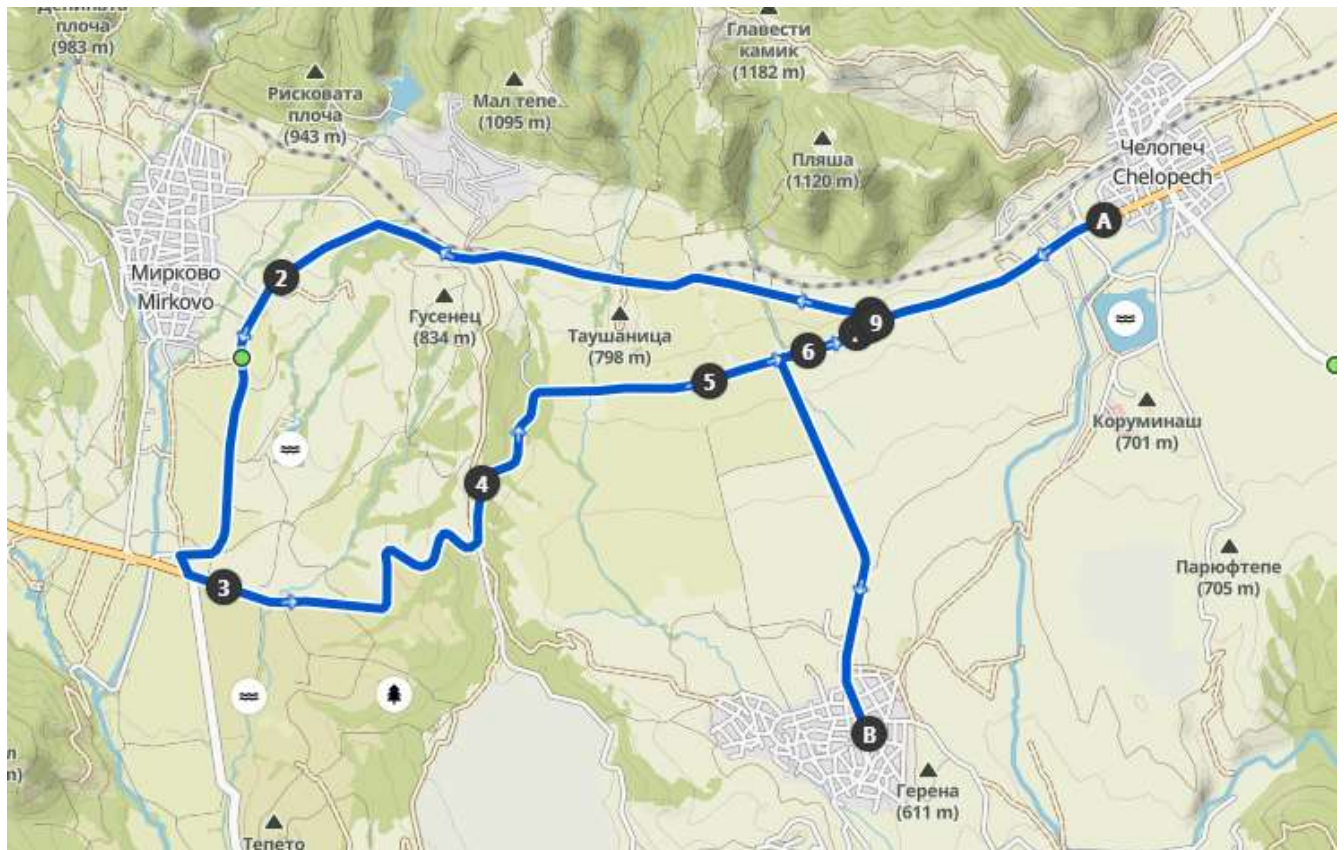 плоча
(983 m)
Главести
камик
(1182 m)
Рисковата
плоча
(943 m)
Мал тепе..
(1095 m)
Пляша
(1120 m)
Челопеч
Chelopech
A
Мирково
Mirkovo
2
Гусенец
(834 m)
Таушаница
(798 m)
9
6
5
Коруминаш
(701 m)
4
3
Парюфтепе
(705 m)
B
Герена
(611 m)
Тепето